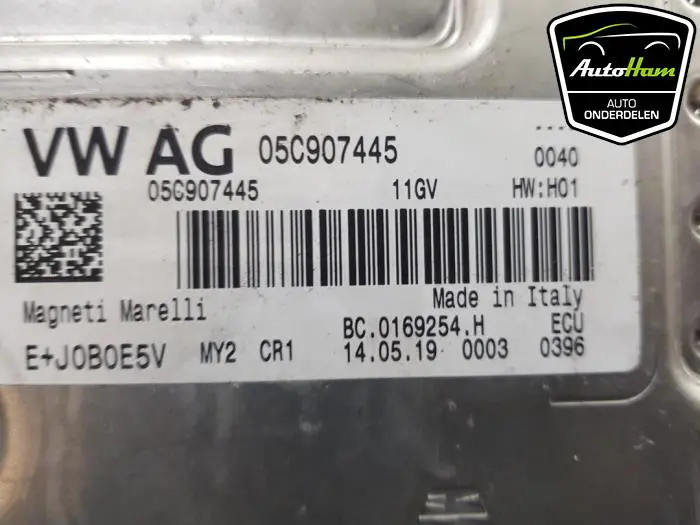 AutoHam
AUTO
ONDERDELEN
VW AG 05C907445
0040
05C907445 11GV HW:H01
Magneti Marelli
Made in Italy
BC.0169254.H ECU
E+J0B0E5V MY2 CR1 14.05.19 0003 0396